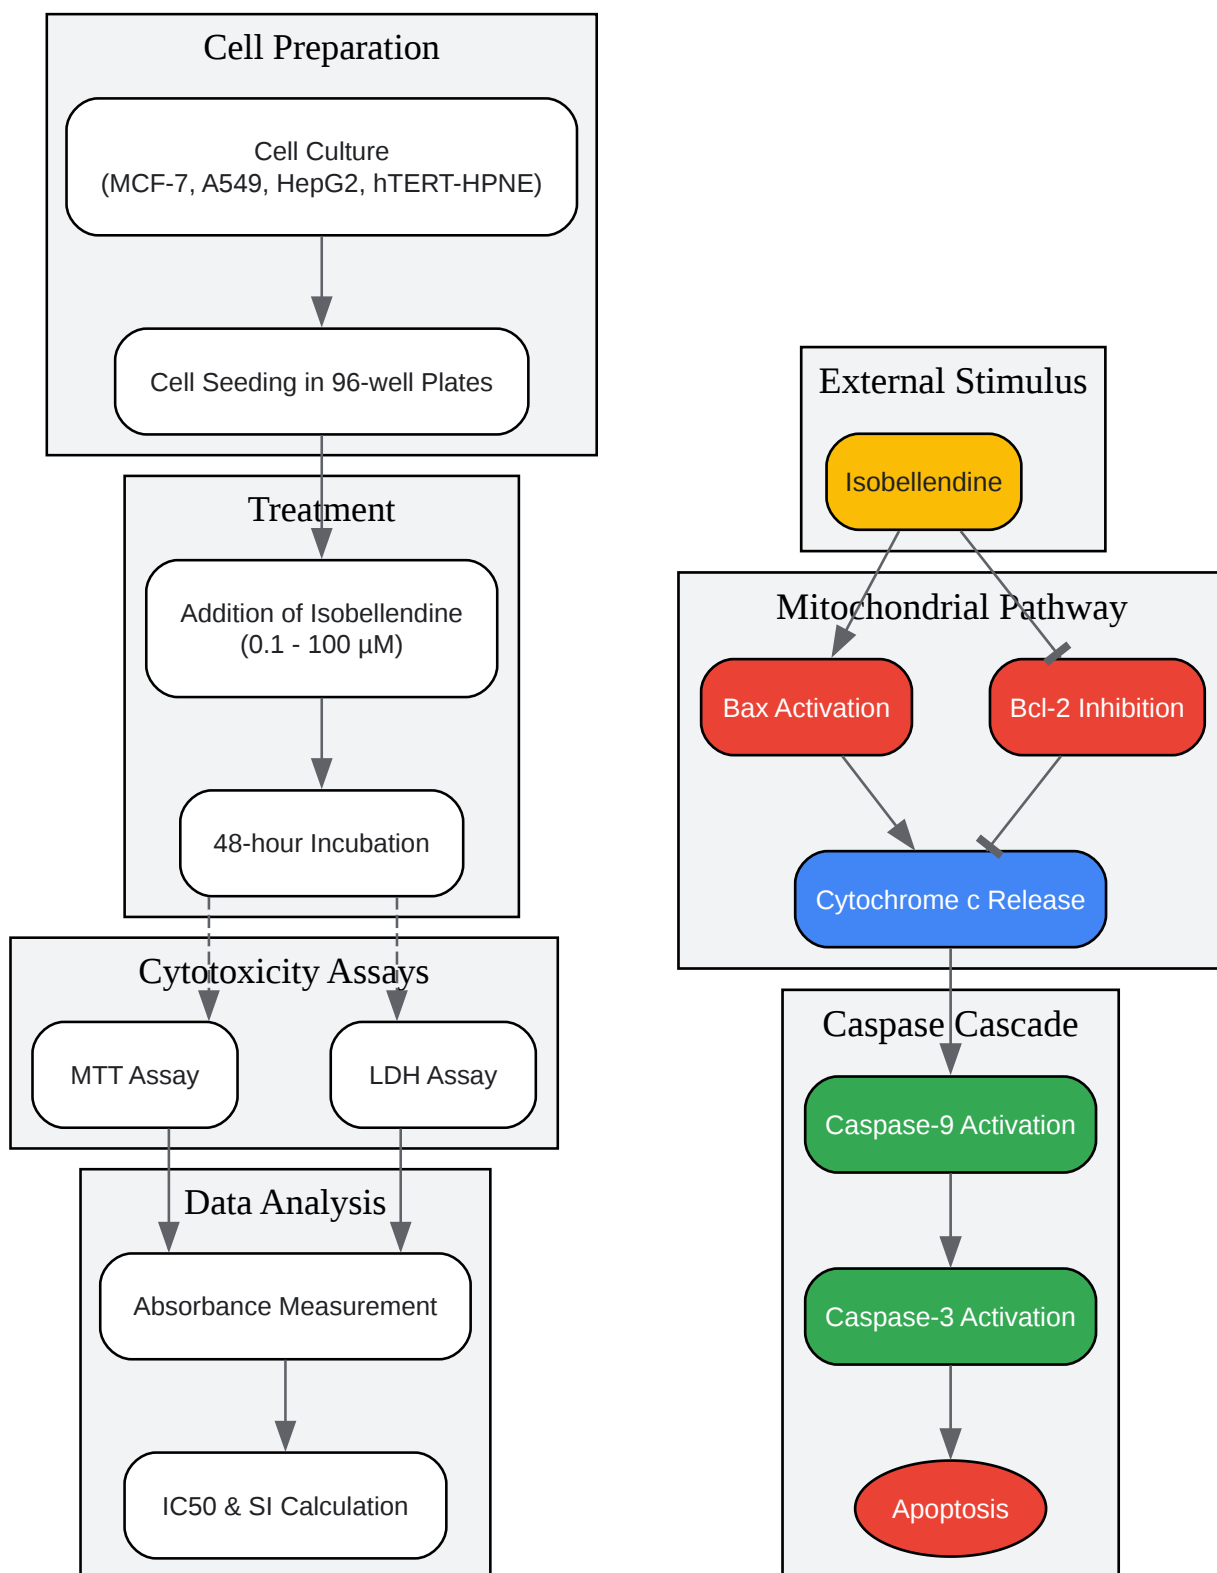 Cell Preparation
Cell Culture
(MCF-7, A549, HepG2, hTERT-HPNE)
Cell Seeding in 96-well Plates
Treatment
Addition of Isobellendine
(0.1 - 100 µM)
48-hour Incubation
Cytotoxicity Assays
MTT Assay
LDH Assay
Data Analysis
Absorbance Measurement
IC50 & SI Calculation
External Stimulus
Isobellendine
Mitochondrial Pathway
Bax Activation
Bcl-2 Inhibition
Cytochrome c Release
Caspase Cascade
Caspase-9 Activation
Caspase-3 Activation
Apoptosis